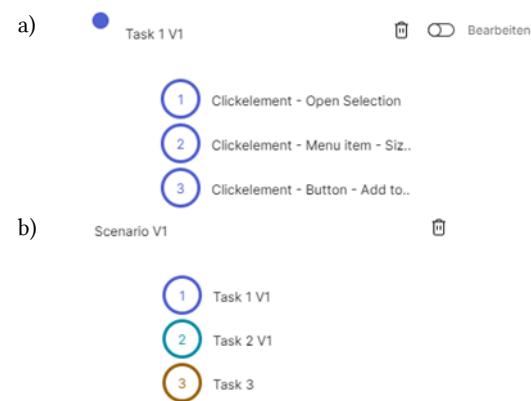 a)
Task 1 V1 Bearbeiten
1 Clickelement - Open Selection
2 Clickelement - Menu item - Siz..
3 Clickelement - Button - Add to..
b)
Scenario V1
1 Task 1 V1
2 Task 2 V1
3 Task 3